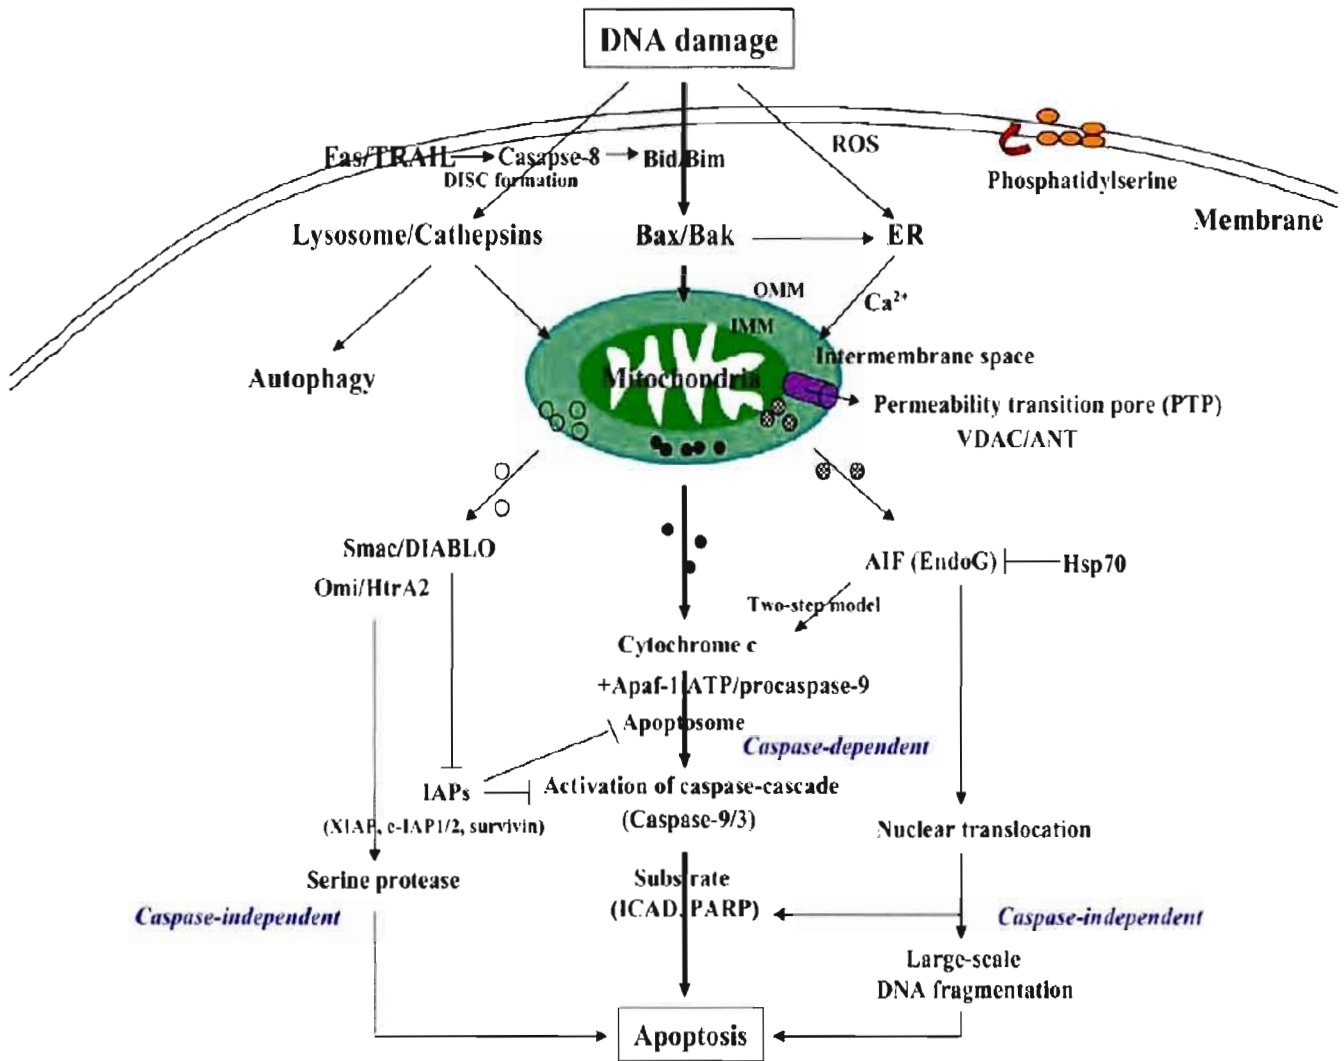 DNA damage
ROS
Fas/TRAIL Casapse-8 Bid/Bim
DISC formation
Phosphatidylserine
Membrane
Lysosome/Cathepsins Bax/Bak ER
OMM
Ca²⁺
IMM
Intermembrane space
Autophagy
Mitochondria
Permeability transition pore (PTP)
VDAC/ANT
Smac/DIABLO
Omi/HtrA2
AIF (EndoG) Hsp70
Two-step model
Cytochrome c
+Apaf-1/ATP/procaspase-9
Apoptosome
Caspase-dependent
IAPs
Activation of caspase-cascade
(XIAP, c-IAP1/2, survivin)
(Caspase-9/3)
Nuclear translocation
Serine protease
Substrate
(ICAD, PARP)
Caspase-independent
Caspase-independent
Large-scale
DNA fragmentation
Apoptosis